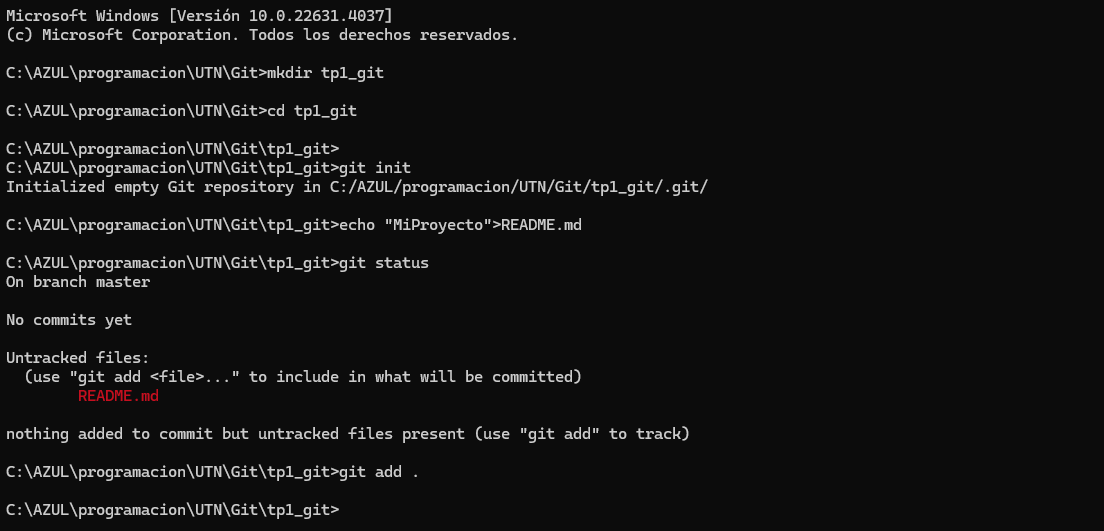 Microsoft Windows [Versión 10.0.22631.4037]
(c) Microsoft Corporation. Todos los derechos reservados.
C:\AZUL\programacion\UTN\Git>mkdir tp1_git
C:\AZUL\programacion\UTN\Git>cd tp1_git
C:\AZUL\programacion\UTN\Git\tp1_git>
C:\AZUL\programacion\UTN\Git\tp1_git>git init
Initialized empty Git repository in C:/AZUL/programacion/UTN/Git/tp1_git/.git/
C:\AZUL\programacion\UTN\Git\tp1_git>echo "MiProyecto">README.md
C:\AZUL\programacion\UTN\Git\tp1_git>git status
On branch master
No commits yet
Untracked files:
  (use "git add <file>..." to include in what will be committed)
        README.md
nothing added to commit but untracked files present (use "git add" to track)
C:\AZUL\programacion\UTN\Git\tp1_git>git add .
C:\AZUL\programacion\UTN\Git\tp1_git>